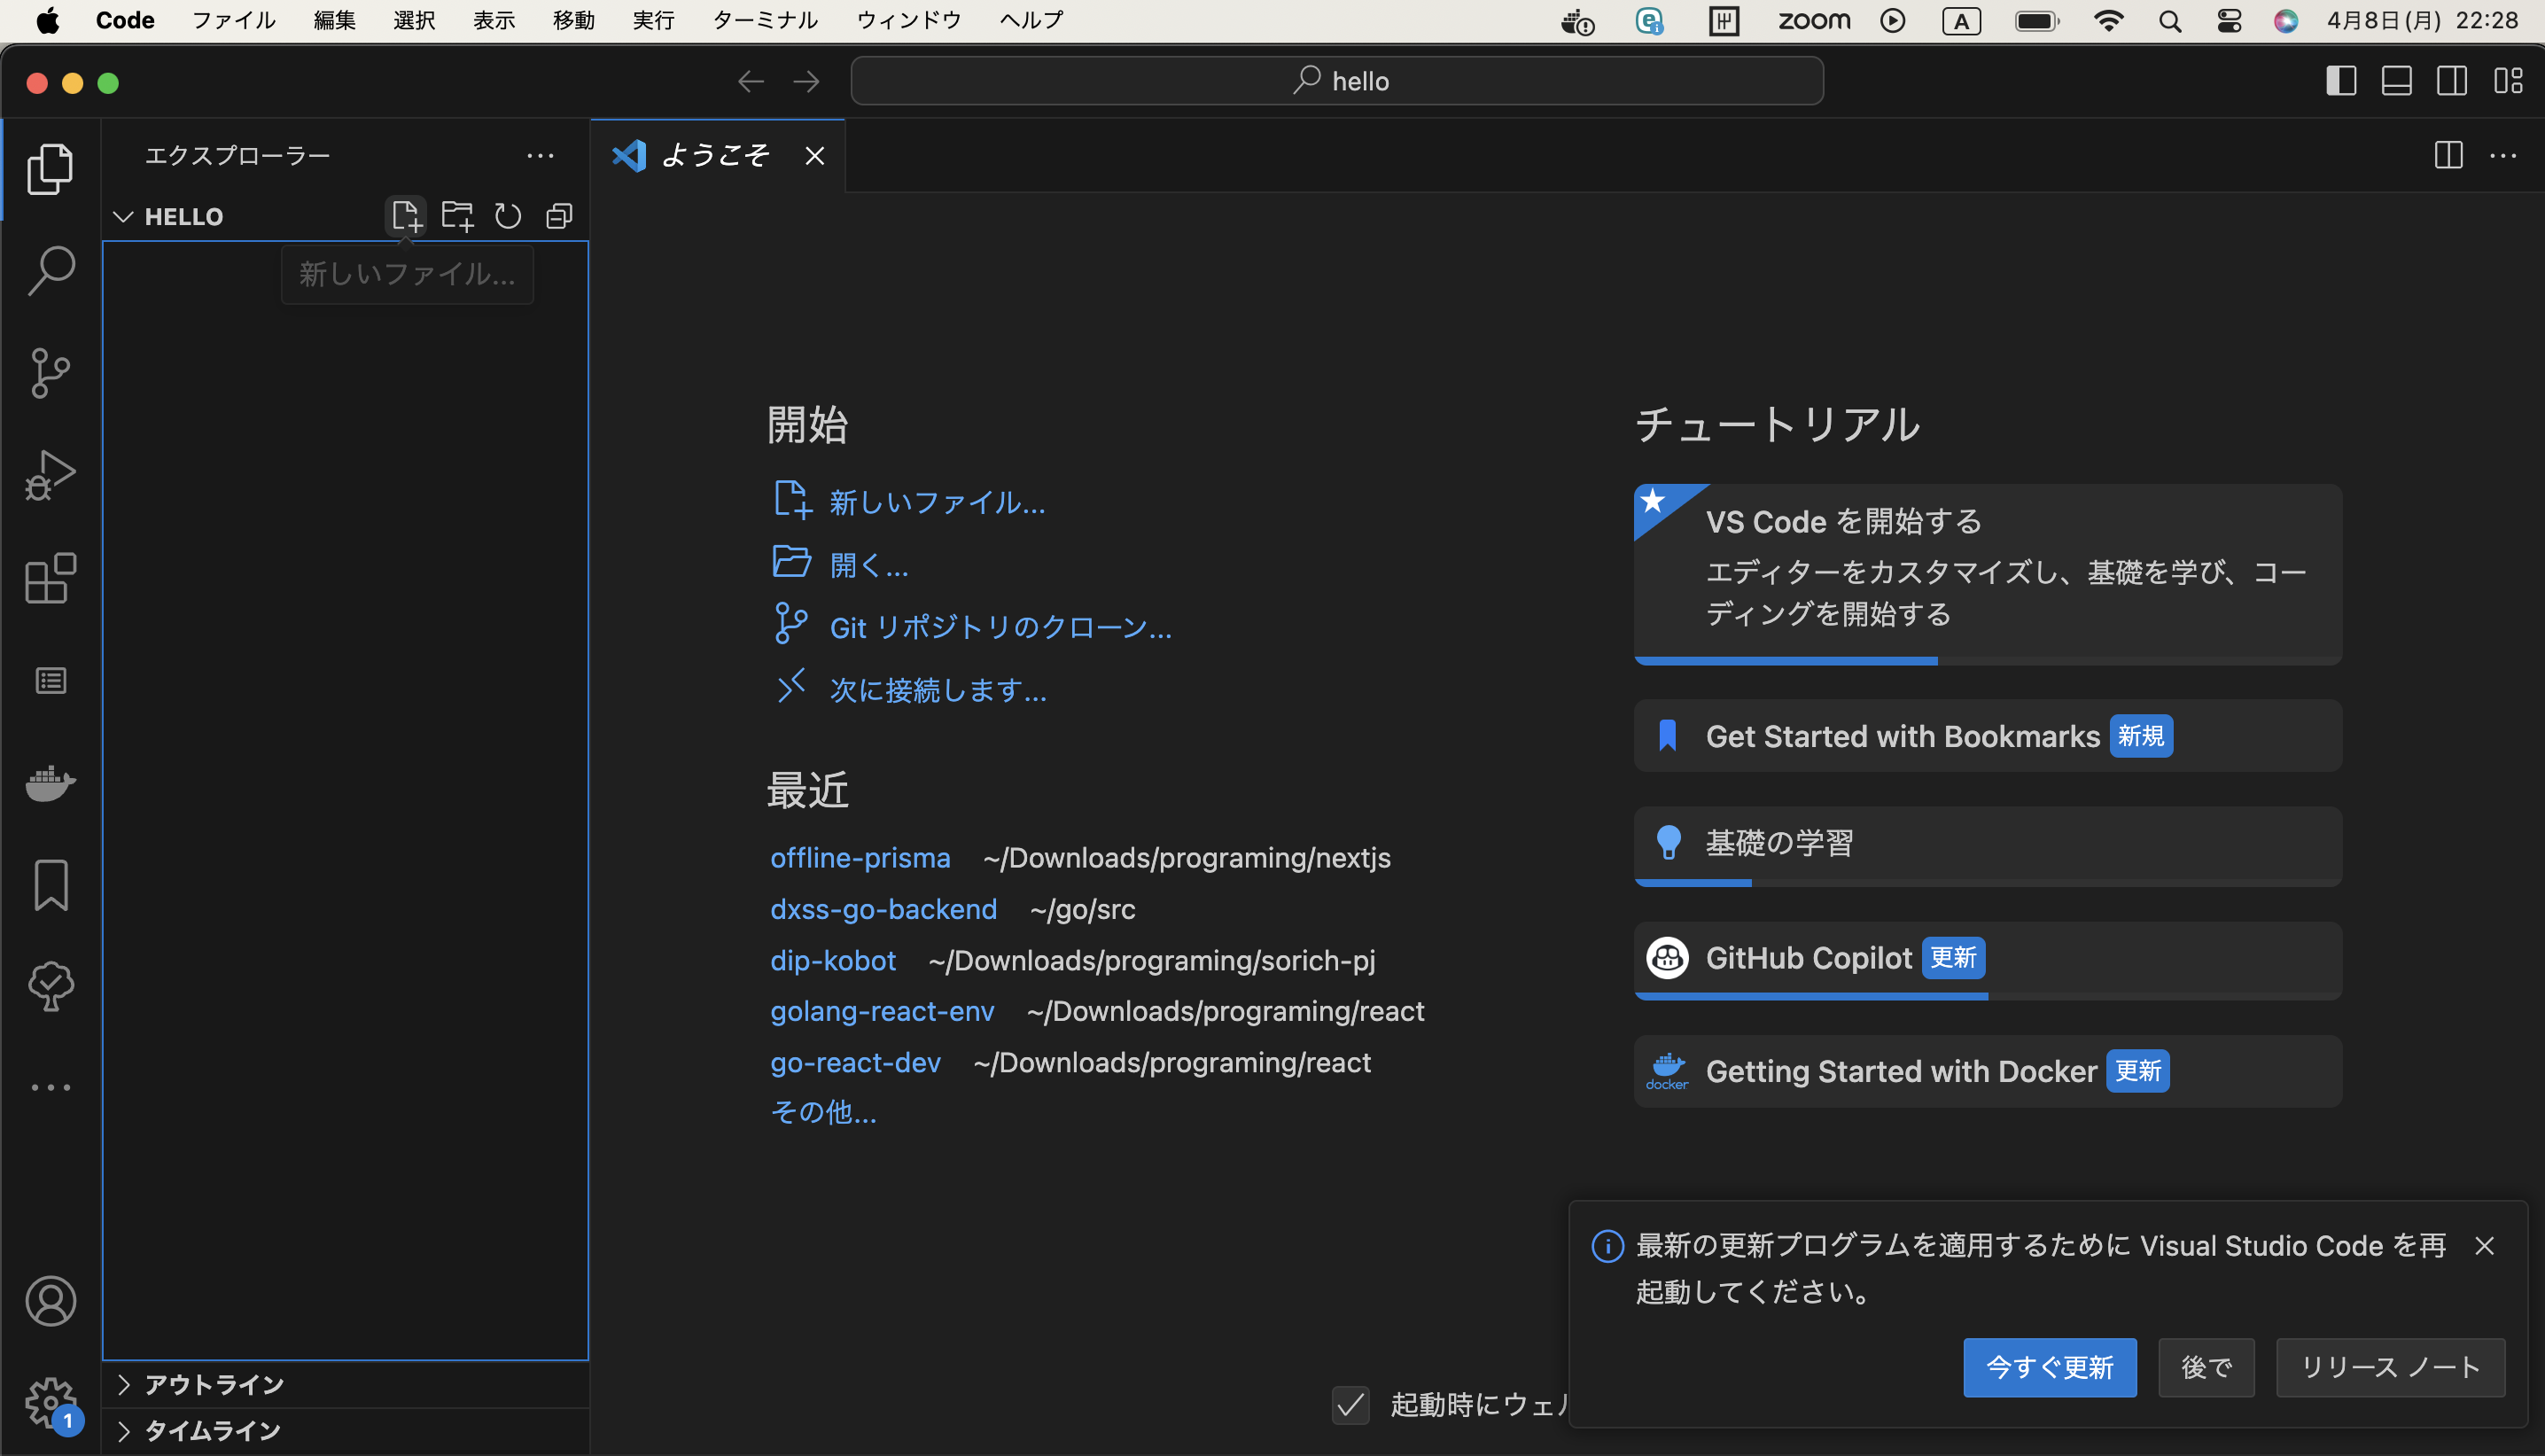 Code ファイル 編集 選択 表示 移動 実行 ターミナル ウィンドウ ヘルプ zoom A 4月8日(月) 22:28
hello
エクスプローラー
ようこそ
HELLO
新しいファイル...
開始
新しいファイル...
開く...
Git リポジトリのクローン...
次に接続します...
最近
offline-prisma ~/Downloads/programing/nextjs
dxss-go-backend ~/go/src
dip-kobot ~/Downloads/programing/sorich-pj
golang-react-env ~/Downloads/programing/react
go-react-dev ~/Downloads/programing/react
その他...
チュートリアル
VS Code を開始する
エディターをカスタマイズし、基礎を学び、コー
ディングを開始する
Get Started with Bookmarks 新規
基礎の学習
GitHub Copilot 更新
docker Getting Started with Docker 更新
最新の更新プログラムを適用するために Visual Studio Code を再
起動してください。
今すぐ更新 後で リリース ノート
起動時にウェル
アウトライン
タイムライン
1